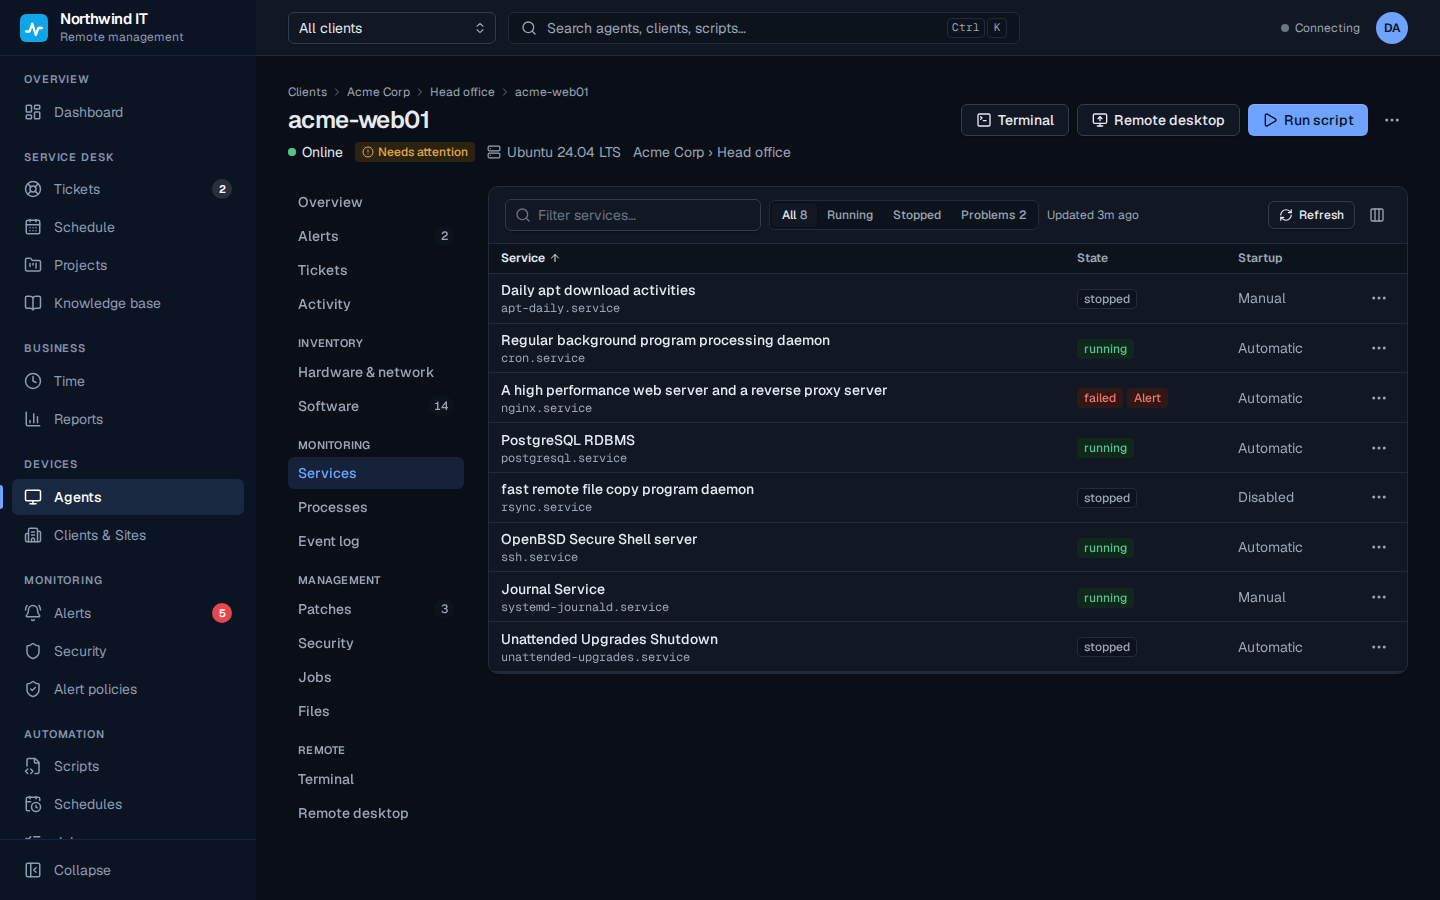 Northwind IT
Remote management
All clients
Search agents, clients, scripts...
Ctrl K
Connecting
DA
OVERVIEW
Dashboard
SERVICE DESK
Tickets 2
Schedule
Projects
Knowledge base
BUSINESS
Time
Reports
DEVICES
Agents
Clients & Sites
MONITORING
Alerts 5
Security
Alert policies
AUTOMATION
Scripts
Schedules
Collapse
Clients > Acme Corp > Head office > acme-web01
acme-web01
Terminal
Remote desktop
Run script
Online
Needs attention
Ubuntu 24.04 LTS
Acme Corp › Head office
Overview
Alerts 2
Tickets
Activity
INVENTORY
Hardware & network
Software 14
MONITORING
Services
Processes
Event log
MANAGEMENT
Patches 3
Security
Jobs
Files
REMOTE
Terminal
Remote desktop
Filter services...
All 8
Running
Stopped
Problems 2
Updated 3m ago
Refresh
Service ↑ State Startup
Daily apt download activities
apt-daily.service
stopped
Manual
Regular background program processing daemon
cron.service
running
Automatic
A high performance web server and a reverse proxy server
nginx.service
failed Alert
Automatic
PostgreSQL RDBMS
postgresql.service
running
Automatic
fast remote file copy program daemon
rsync.service
stopped
Disabled
OpenBSD Secure Shell server
ssh.service
running
Automatic
Journal Service
systemd-journald.service
running
Manual
Unattended Upgrades Shutdown
unattended-upgrades.service
stopped
Automatic